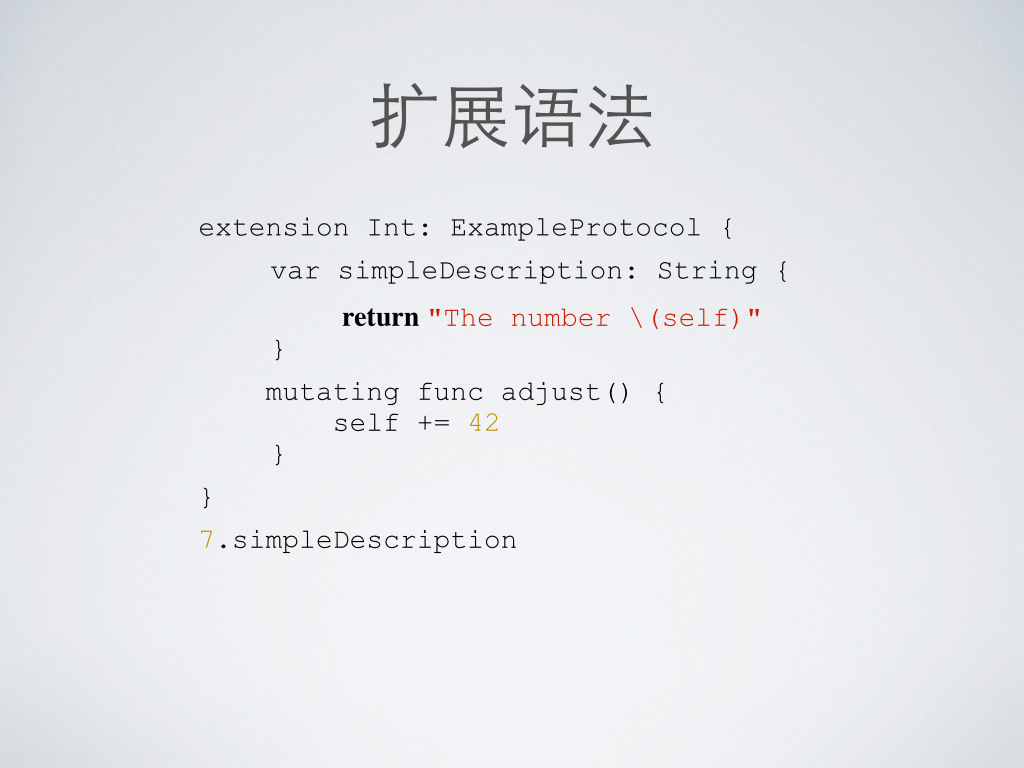 扩展语法
extension Int: ExampleProtocol {
var simpleDescription: String {
return "The number \(self)"
}
mutating func adjust() {
self += 42
}
}
7.simpleDescription